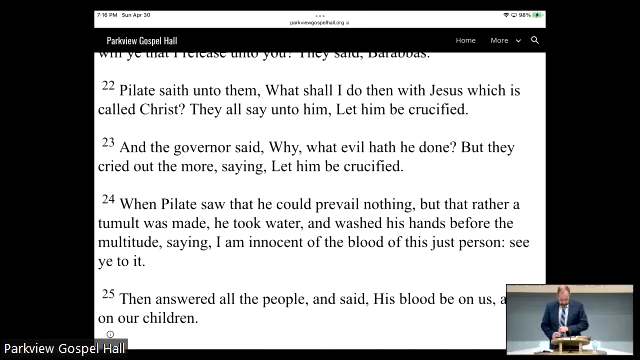 7:16 PM Sun Apr 30
parkviewgospelhall.org
98%
Parkview Gospel Hall
Home More
will ye that I release unto you? They said, Barabbas.
22 Pilate saith unto them, What shall I do then with Jesus which is
called Christ? They all say unto him, Let him be crucified.
23 And the governor said, Why, what evil hath he done? But they
cried out the more, saying, Let him be crucified.
24 When Pilate saw that he could prevail nothing, but that rather a
tumult was made, he took water, and washed his hands before the
multitude, saying, I am innocent of the blood of this just person: see
ye to it.
25 Then answered all the people, and said, His blood be on us, a
on our children.
Parkview Gospel Hall